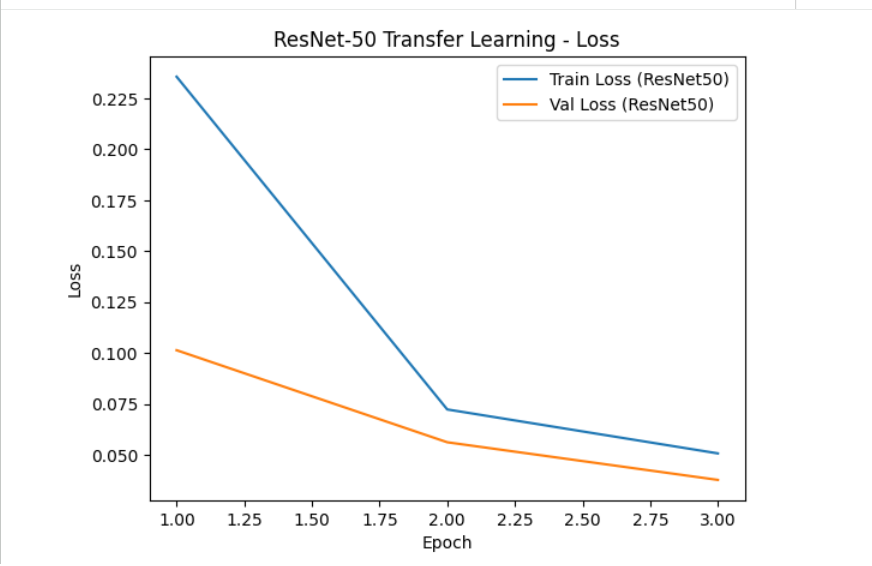 ResNet-50 Transfer Learning - Loss
Train Loss (ResNet50)
Val Loss (ResNet50)
0.225
0.200
0.175
0.150
0.125
0.100
0.075
0.050
Loss
1.00 1.25 1.50 1.75 2.00 2.25 2.50 2.75 3.00
Epoch